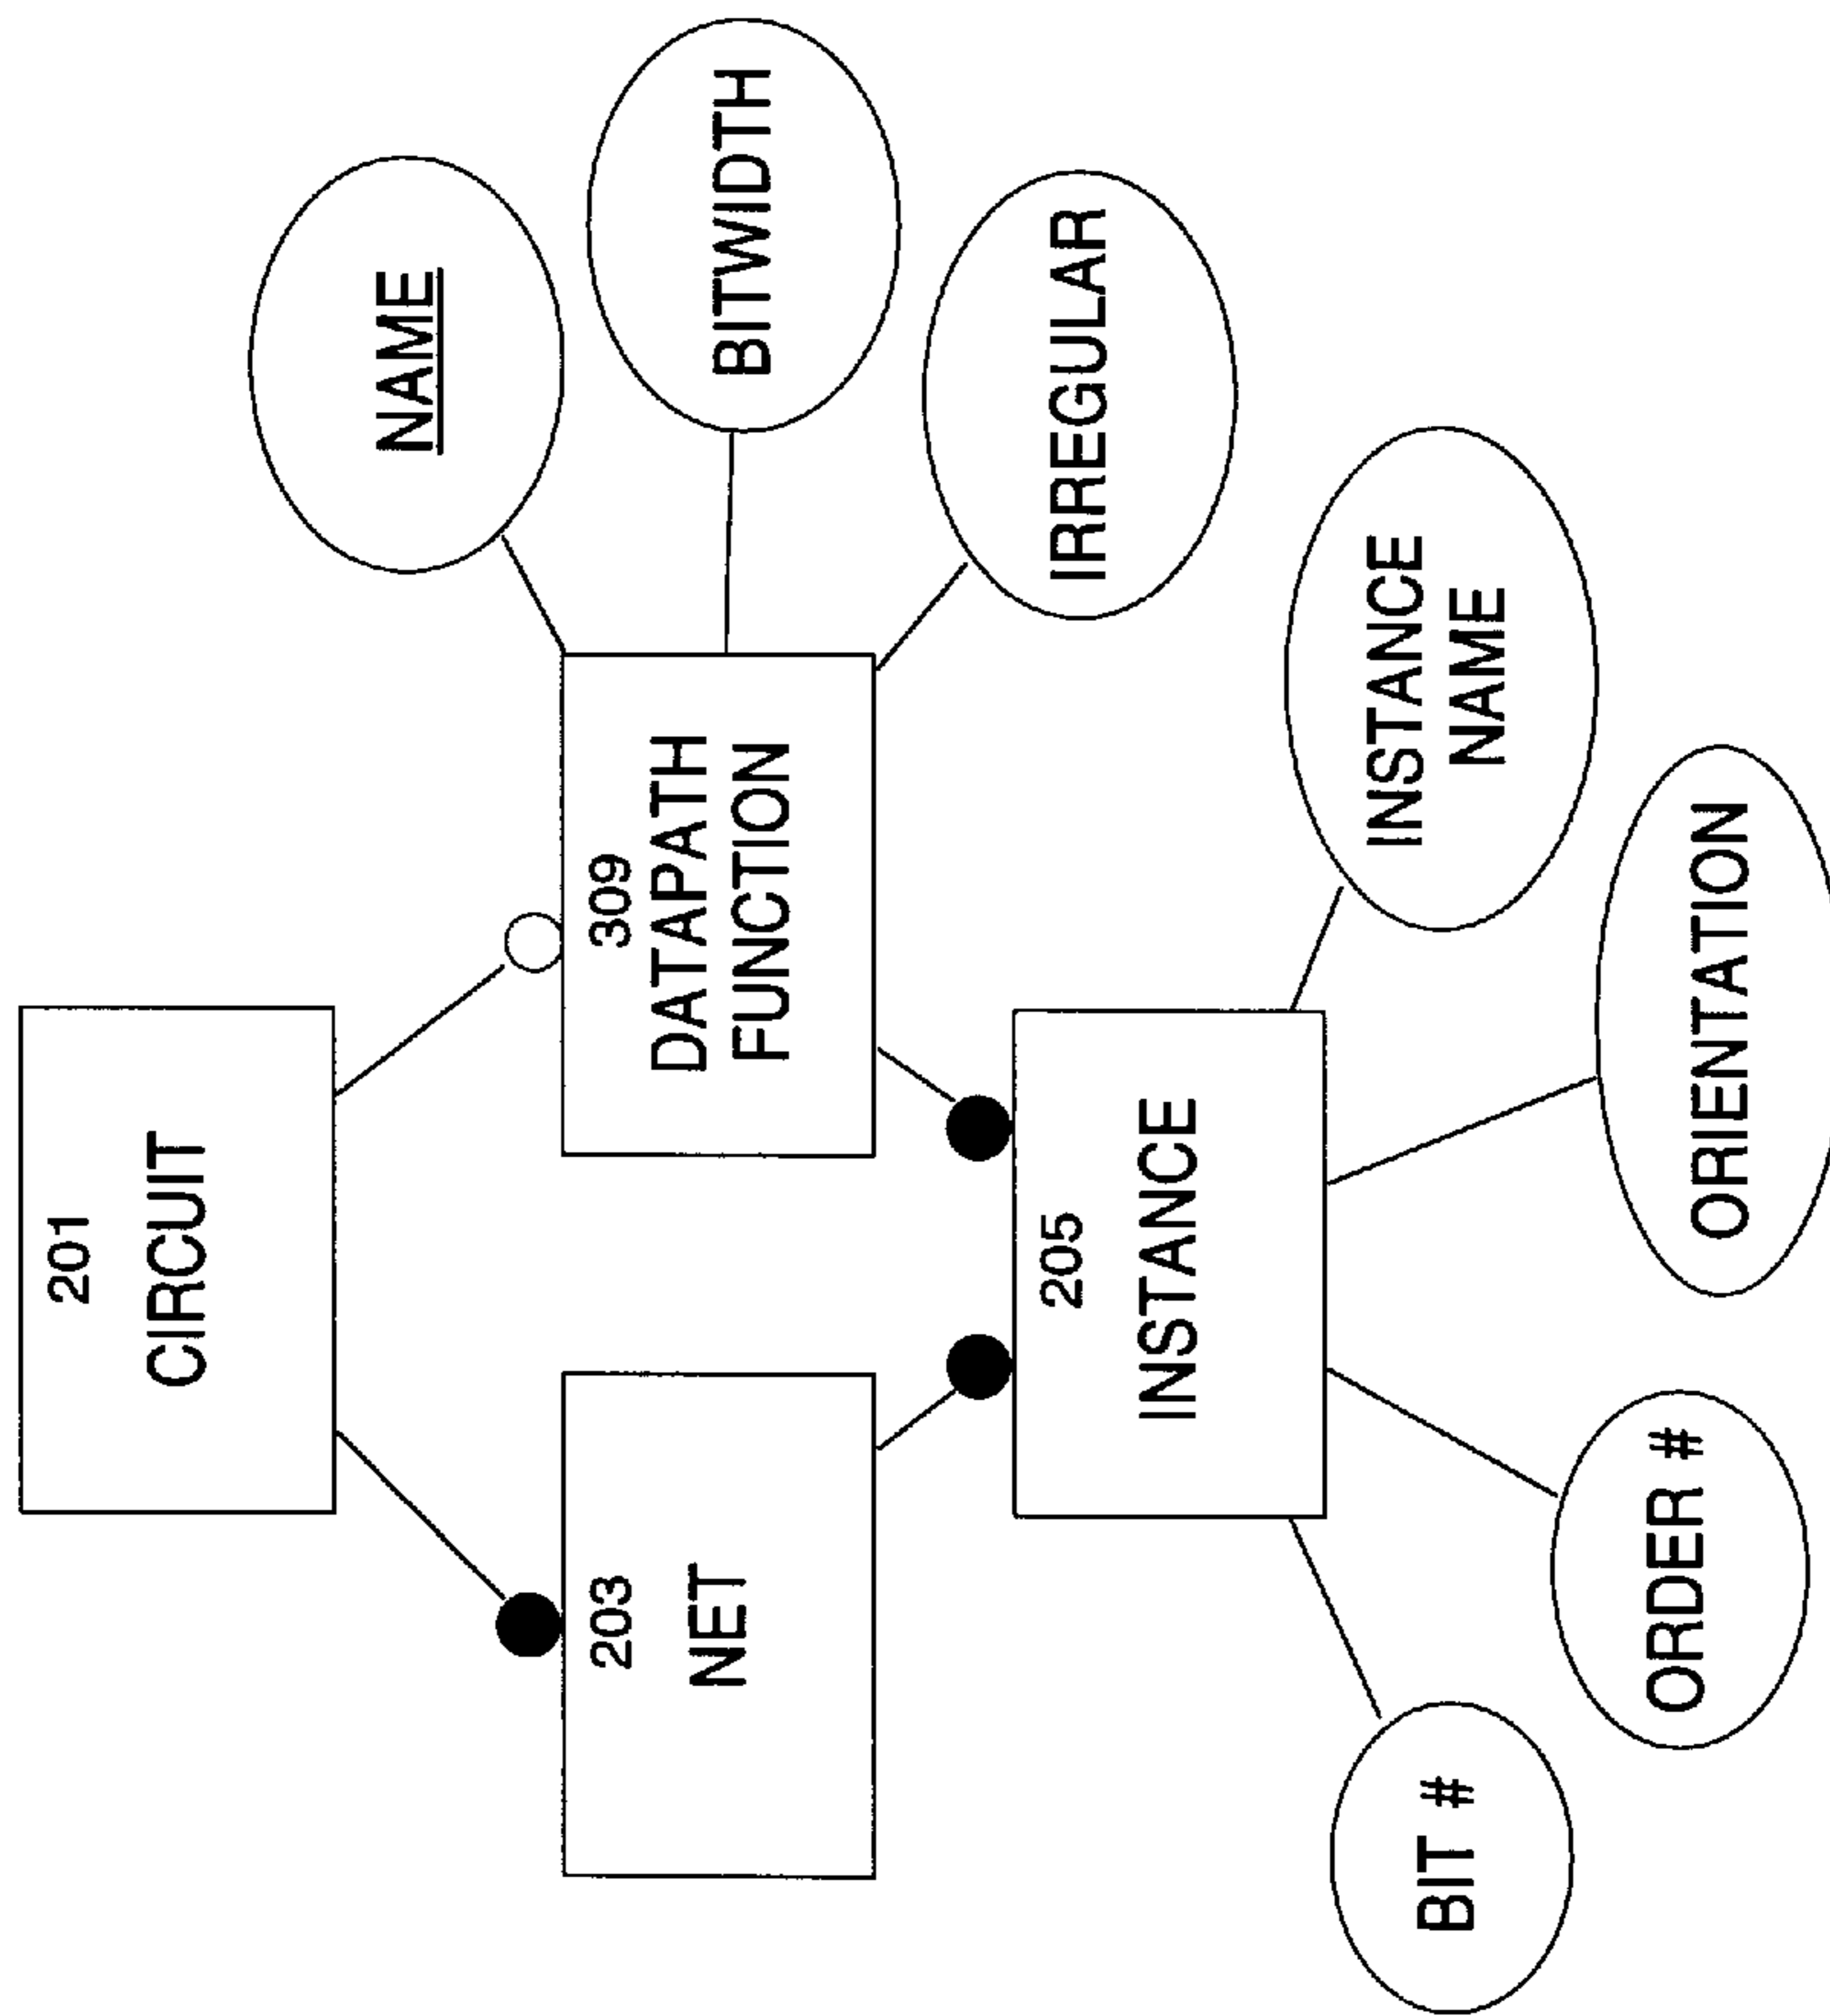 201
CIRCUIT
NAME
203
NET
309
DATAPATH
FUNCTION
BITWIDTH
IRREGULAR
205
INSTANCE
BIT #
ORDER #
ORIENTATION
INSTANCE
NAME